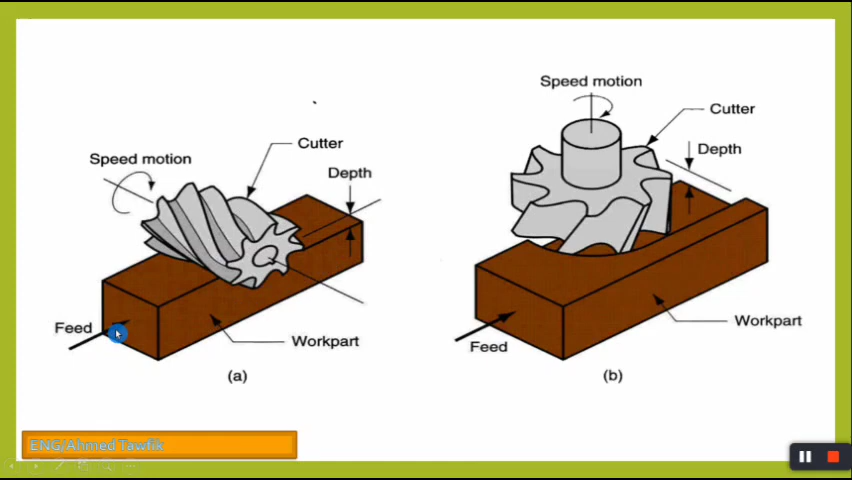 Speed motion
Cutter
Depth
Feed
Workpart
(a)
Speed motion
Cutter
Depth
Feed
Workpart
(b)
ENG/Ahmed Tawfik